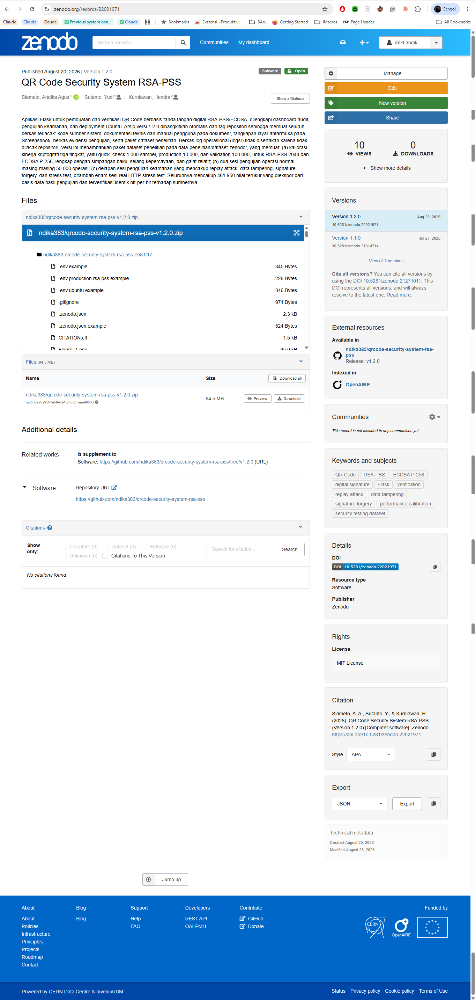 zenodo.org/records/22021971
School
Claude
Claude
Claude
Previous system con...
Claude
Bookmarks
Ekstensi › Produktivi...
BAru
Getting Started
iMacros
PKP Page Header
All Bookmarks
zenodo
Search records...
Communities
My dashboard
rmkt.andik...
Published August 20, 2026 | Version 1.2.0
Software
Open
QR Code Security System RSA-PSS
Slameto, Andika Agus1 iD ; Sutanto, Yudi1 ; Kurniawan, Hendra2
Show affiliations
Aplikasi Flask untuk pembuatan dan verifikasi QR Code berbasis tanda tangan digital RSA-PSS/ECDSA, dilengkapi dashboard audit,
pengujian keamanan, dan deployment Ubuntu. Arsip versi 1.2.0 dibangkitkan otomatis dari tag repositori sehingga memuat seluruh
berkas terlacak: kode sumber sistem, dokumentasi teknis dan manual pengguna pada dokumen/, tangkapan layar antarmuka pada
Screenshoot/, berkas evidensi pengujian, serta paket dataset penelitian. Berkas log operasional (logs/) tidak disertakan karena tidak
dilacak repositori. Versi ini menambahkan paket dataset penelitian pada data-penelitian/dataset-zenodo/, yang memuat: (a) kalibrasi
kinerja kriptografi tiga tingkat, yaitu quick_check 1.000 sampel, production 10.000, dan validation 100.000, untuk RSA-PSS 2048 dan
ECDSA P-256, lengkap dengan simpangan baku, selang kepercayaan, dan galat relatif; (b) dua sesi pengujian operasi normal,
masing-masing 50.000 operasi; (c) delapan sesi pengujian keamanan yang mencakup replay attack, data tampering, signature
forgery, dan stress test, ditambah enam sesi real HTTP stress test. Seluruhnya mencakup 461.950 nilai terukur yang diekspor dari
basis data hasil pengujian dan terverifikasi identik bit-per-bit terhadap sumbernya.
Files
ndika383/qrcode-security-system-rsa-pss-v1.2.0.zip
ndika383/qrcode-security-system-rsa-pss-v1.2.0.zip
ndika383-qrcode-security-system-rsa-pss-eb31f17
.env.example 345 Bytes
.env.production.rsa-pss.example 226 Bytes
.env.ubuntu.example 346 Bytes
.gitignore 971 Bytes
.zenodo.json 2.3 kB
.zenodo.json.example 524 Bytes
CITATION.cff 1.5 kB
Figure_1.png 95.0 kB
Files (94.5 MB)
Name Size Download all
ndika383/qrcode-security-system-rsa-pss-v1.2.0.zip
md5:f892ba9501e5947e1d6fdc57aea99506
94.5 MB
Preview
Download
Additional details
Related works
Is supplement to
Software: https://github.com/ndika383/qrcode-security-system-rsa-pss/tree/v1.2.0 (URL)
Software
Repository URL
https://github.com/ndika383/qrcode-security-system-rsa-pss
Citations
Show only:
Literature (0) Dataset (0) Software (0)
Unknown (0) Citations To This Version
Search for citation ...
Search
No citations found
Manage
Edit
New version
Share
10
VIEWS
0
DOWNLOADS
Show more details
Versions
Version 1.2.0 Aug 20, 2026
10.5281/zenodo.22021971
Version 1.1.0 Jul 27, 2026
10.5281/zenodo.21614714
View all 2 versions
Cite all versions? You can cite all versions by
using the DOI 10.5281/zenodo.21271011. This
DOI represents all versions, and will always
resolve to the latest one. Read more.
External resources
Available in
ndika383/qrcode-security-system-rsa-
pss
Release: v1.2.0
Indexed in
OpenAIRE
Communities
This record is not included in any communities yet.
Keywords and subjects
QR Code RSA-PSS ECDSA P-256
digital signature Flask verification
replay attack data tampering
signature forgery performance calibration
security testing dataset
Details
DOI
DOI 10.5281/zenodo.22021971
Resource type
Software
Publisher
Zenodo
Rights
License
MIT License
Citation
Slameto, A. A., Sutanto, Y., & Kurniawan, H.
(2026). QR Code Security System RSA-PSS
(Version 1.2.0) [Computer software]. Zenodo.
https://doi.org/10.5281/zenodo.22021971
Style APA
Export
JSON
Export
Technical metadata
Created August 20, 2026
Modified August 26, 2026
Jump up
About
About
Policies
Infrastructure
Principles
Projects
Roadmap
Contact
Blog
Blog
Support
Help
FAQ
Developers
REST API
OAI-PMH
Contribute
GitHub
Donate
Funded by
CERN
OpenAIRE
Powered by CERN Data Centre & InvenioRDM
Status
Privacy policy
Cookie policy
Terms of Use